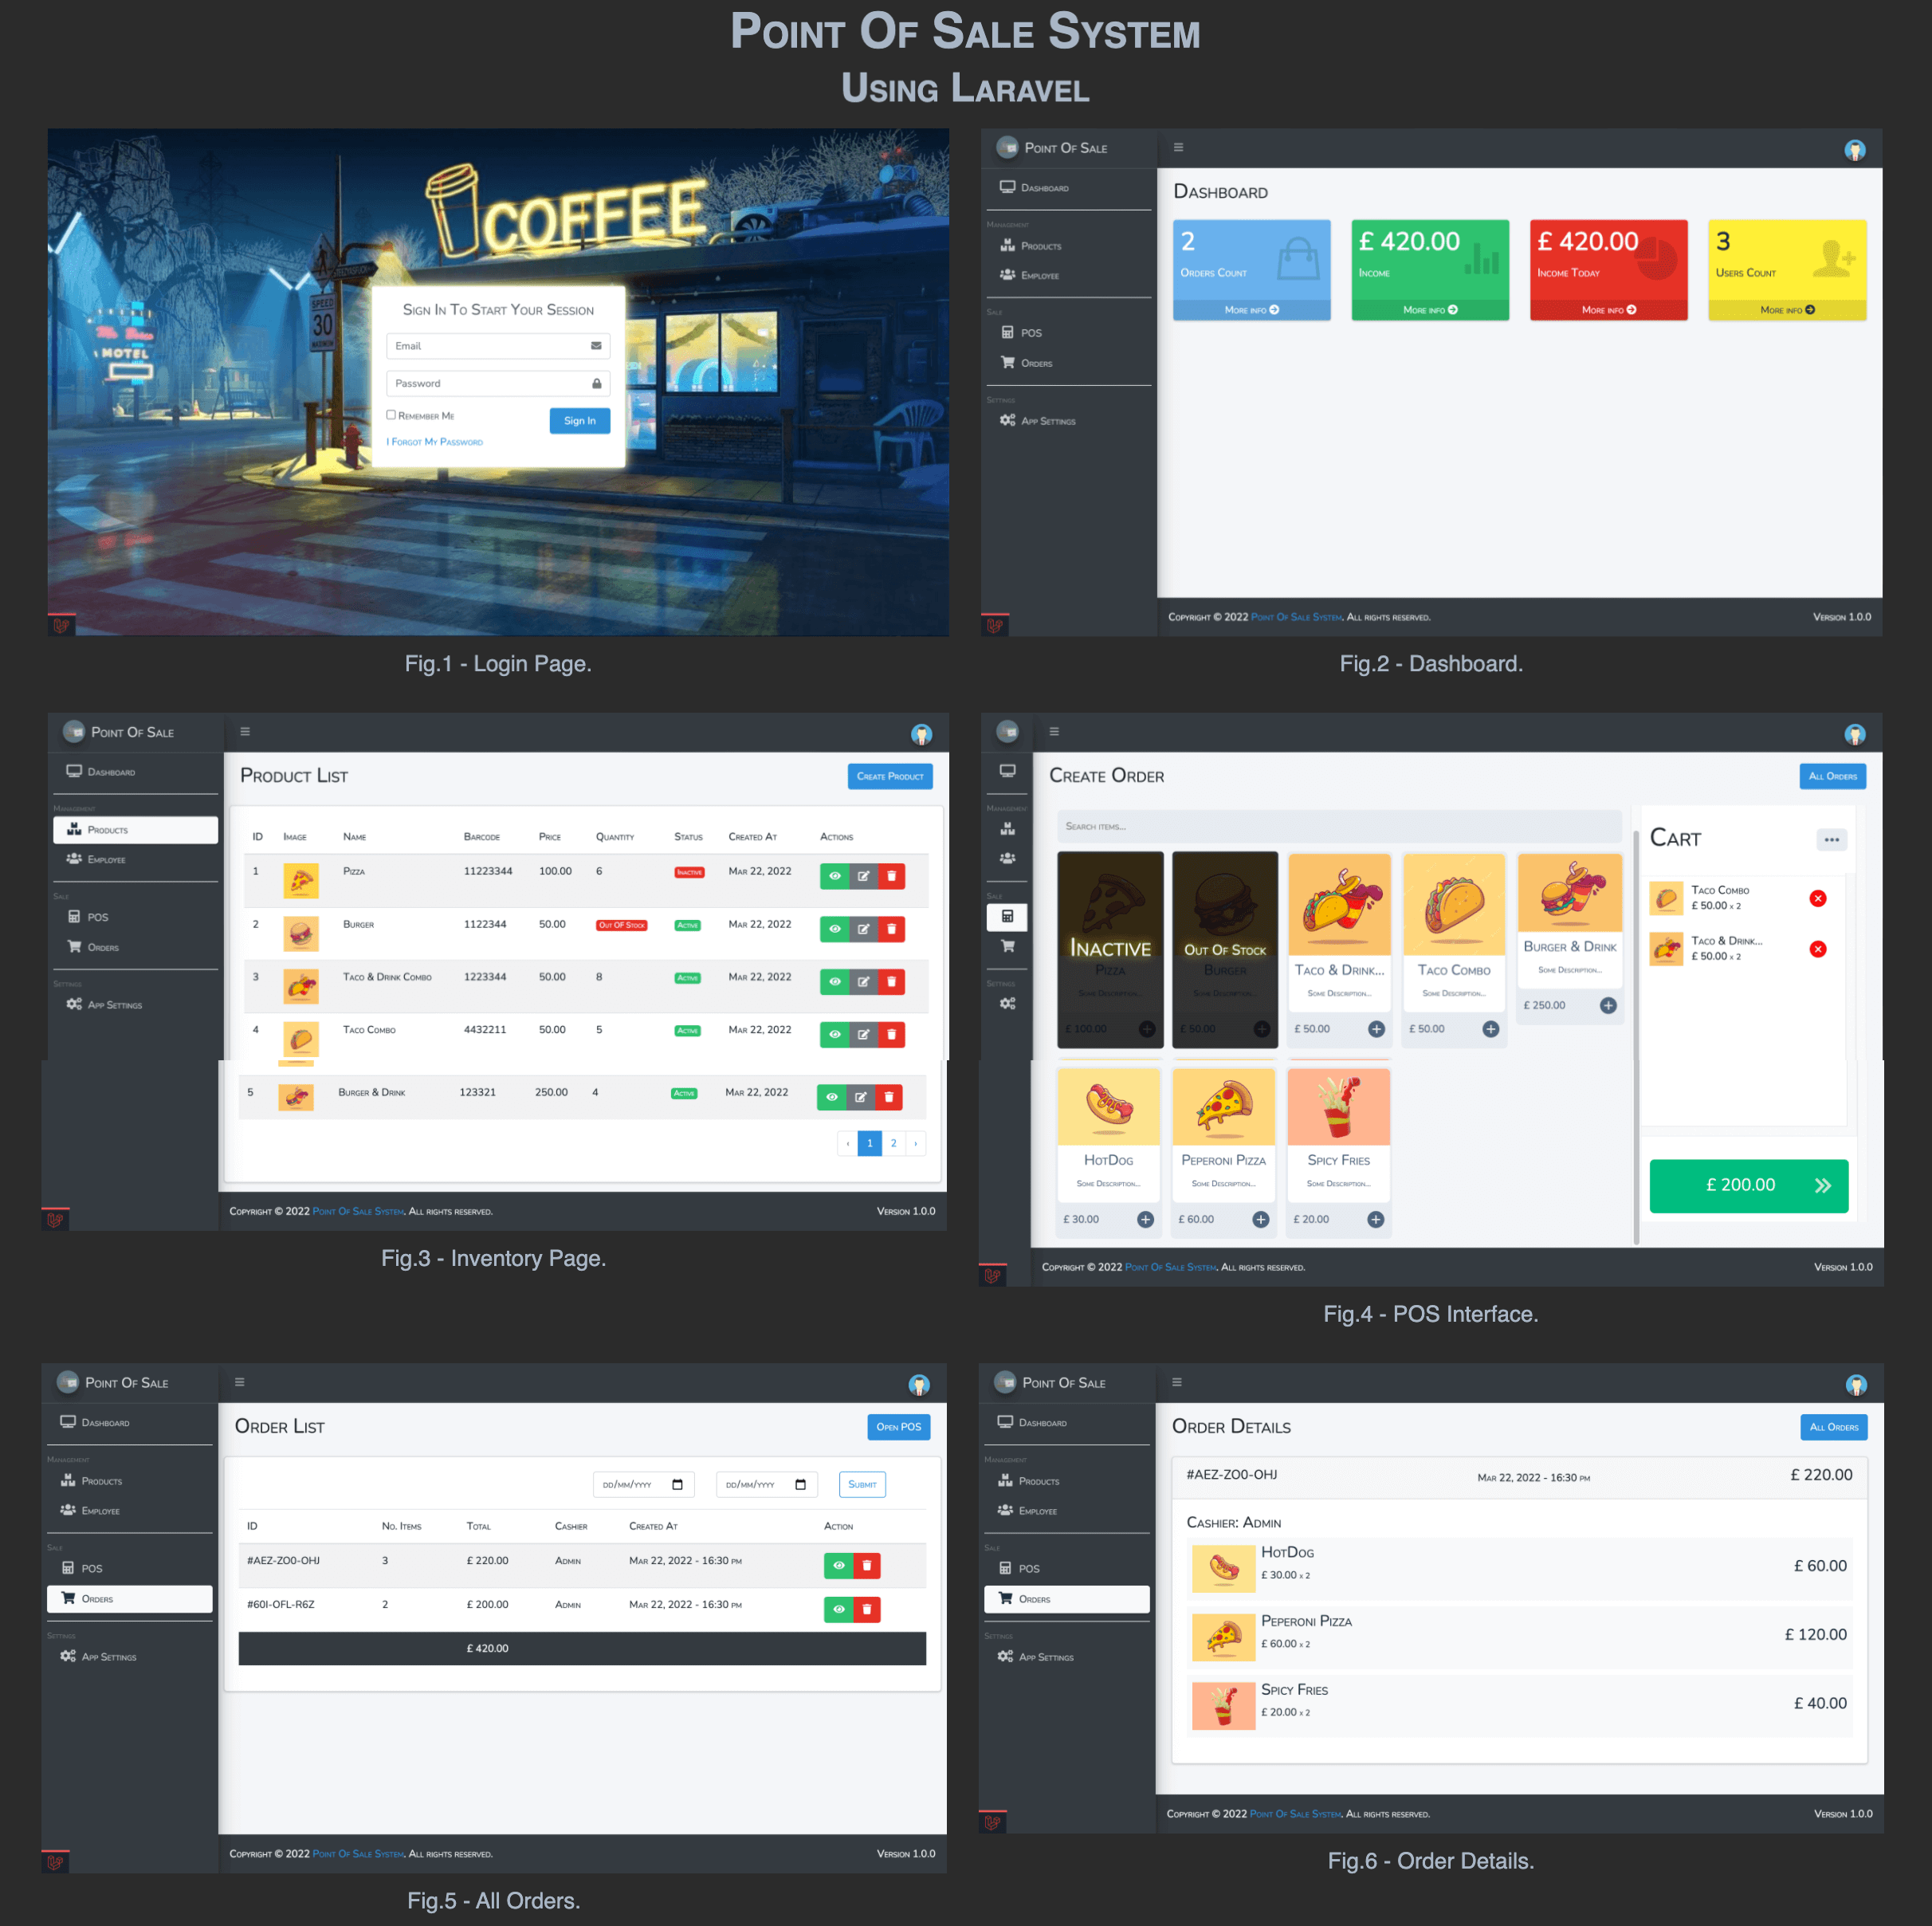 Point Of Sale System
Using Laravel
COFFEE
SPEED
30
MAXIMUM
MOTEL
Sign In To Start Your Session
Email
Password
Remember Me
Sign In
I Forgot My Password
Fig.1 - Login Page.
Point Of Sale
Dashboard
Management
Products
Employee
Sale
POS
Orders
Settings
App Settings
Dashboard
2
Orders Count
More info
£ 420.00
Income
More info
£ 420.00
Income Today
More info
3
Users Count
More info
Copyright © 2022 Point Of Sale System. All rights reserved. Version 1.0.0
Fig.2 - Dashboard.
Point Of Sale
Dashboard
Management
Products
Employee
Sale
POS
Orders
Settings
App Settings
Product List
Create Product
ID Image Name Barcode Price Quantity Status Created At Actions
1 Pizza 11223344 100.00 6 Inactive Mar 22, 2022
2 Burger 1122344 50.00 Out Of Stock Active Mar 22, 2022
3 Taco & Drink Combo 1223344 50.00 8 Active Mar 22, 2022
4 Taco Combo 4432211 50.00 5 Active Mar 22, 2022
5 Burger & Drink 123321 250.00 4 Active Mar 22, 2022
‹ 1 2 ›
Copyright © 2022 Point Of Sale System. All rights reserved. Version 1.0.0
Fig.3 - Inventory Page.
Management
Sale
Settings
Create Order
All Orders
Search items...
Inactive
Pizza
Some Description...
£ 100.00
Out Of Stock
Burger
Some Description...
£ 50.00
Taco & Drink...
Some Description...
£ 50.00
Taco Combo
Some Description...
£ 50.00
Burger & Drink
Some Description...
£ 250.00
HotDog
Some Description...
£ 30.00
Peperoni Pizza
Some Description...
£ 60.00
Spicy Fries
Some Description...
£ 20.00
Cart
Taco Combo
£ 50.00 x 2
Taco & Drink...
£ 50.00 x 2
£ 200.00
Copyright © 2022 Point Of Sale System. All rights reserved. Version 1.0.0
Fig.4 - POS Interface.
Point Of Sale
Dashboard
Management
Products
Employee
Sale
POS
Orders
Settings
App Settings
Order List
Open POS
dd/mm/yyyy dd/mm/yyyy Submit
ID No. Items Total Cashier Created At Action
#AEZ-ZO0-OHJ 3 £ 220.00 Admin Mar 22, 2022 - 16:30 pm
#60I-OFL-R6Z 2 £ 200.00 Admin Mar 22, 2022 - 16:30 pm
£ 420.00
Copyright © 2022 Point Of Sale System. All rights reserved. Version 1.0.0
Fig.5 - All Orders.
Point Of Sale
Dashboard
Management
Products
Employee
Sale
POS
Orders
Settings
App Settings
Order Details
All Orders
#AEZ-ZO0-OHJ Mar 22, 2022 - 16:30 pm £ 220.00
Cashier: Admin
HotDog
£ 30.00 x 2
£ 60.00
Peperoni Pizza
£ 60.00 x 2
£ 120.00
Spicy Fries
£ 20.00 x 2
£ 40.00
Copyright © 2022 Point Of Sale System. All rights reserved. Version 1.0.0
Fig.6 - Order Details.